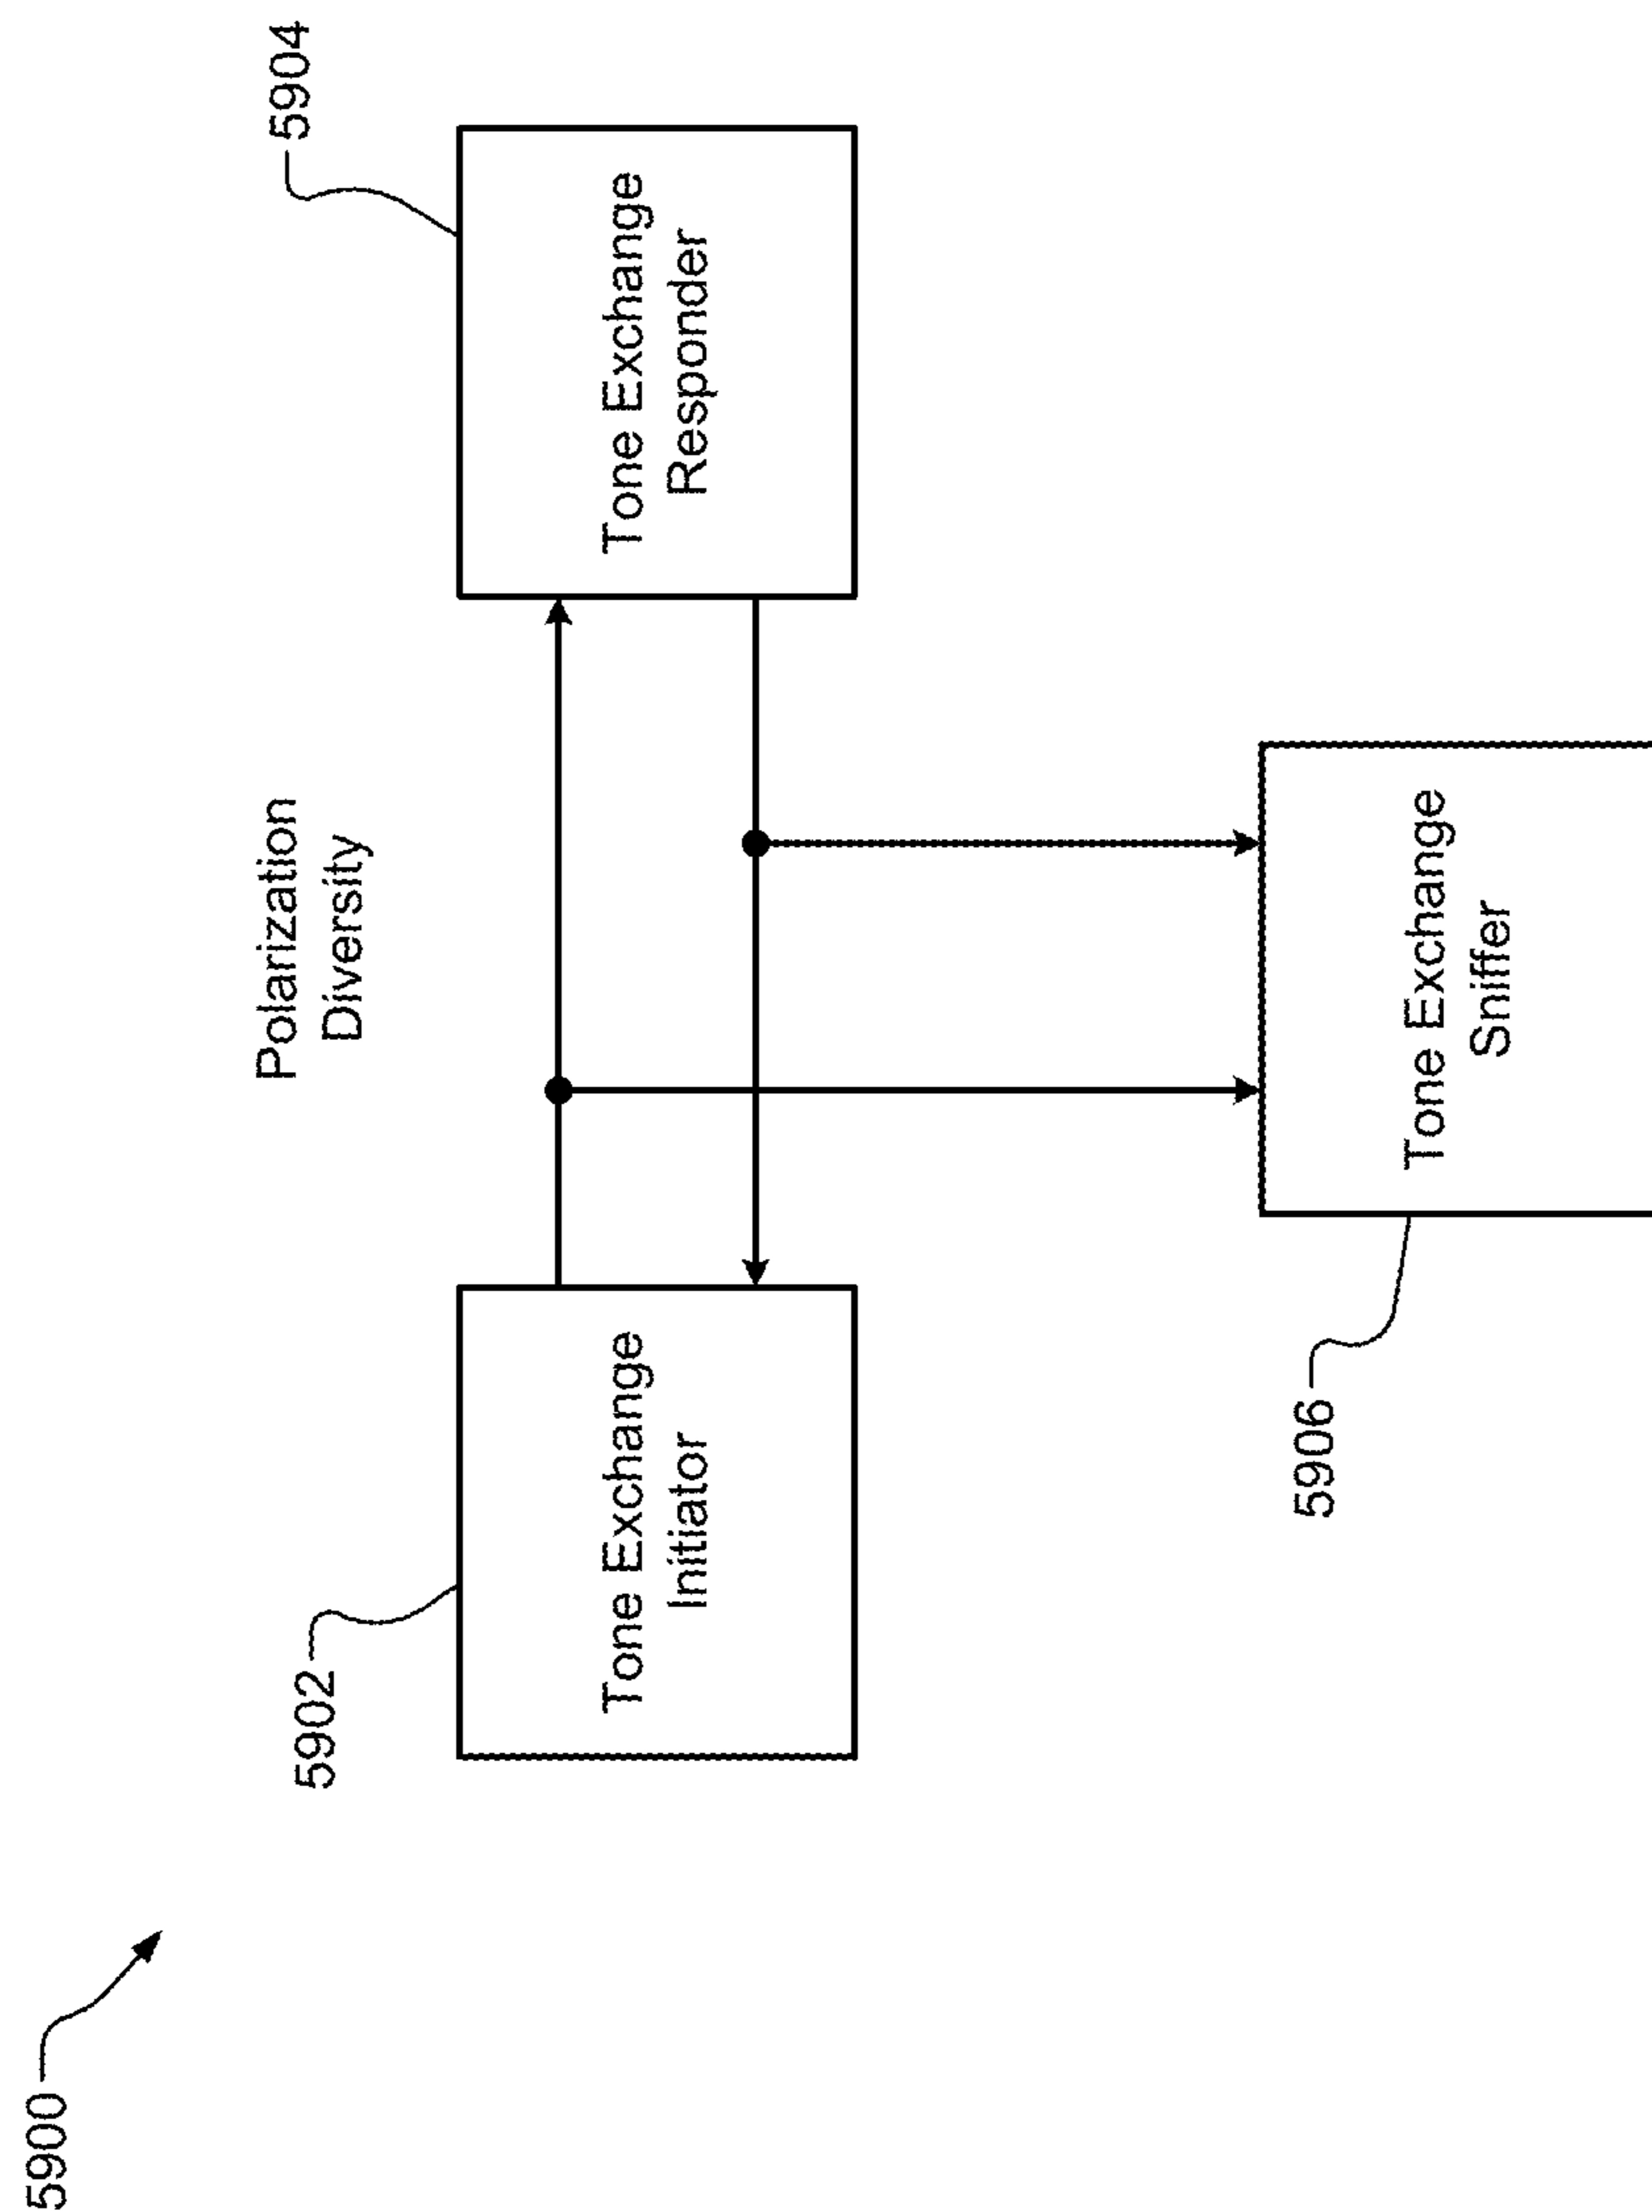 5900
Polarization
Diversity
5902
5904
Tone Exchange
Initiator
Tone Exchange
Responder
5906
Tone Exchange
Sniffer